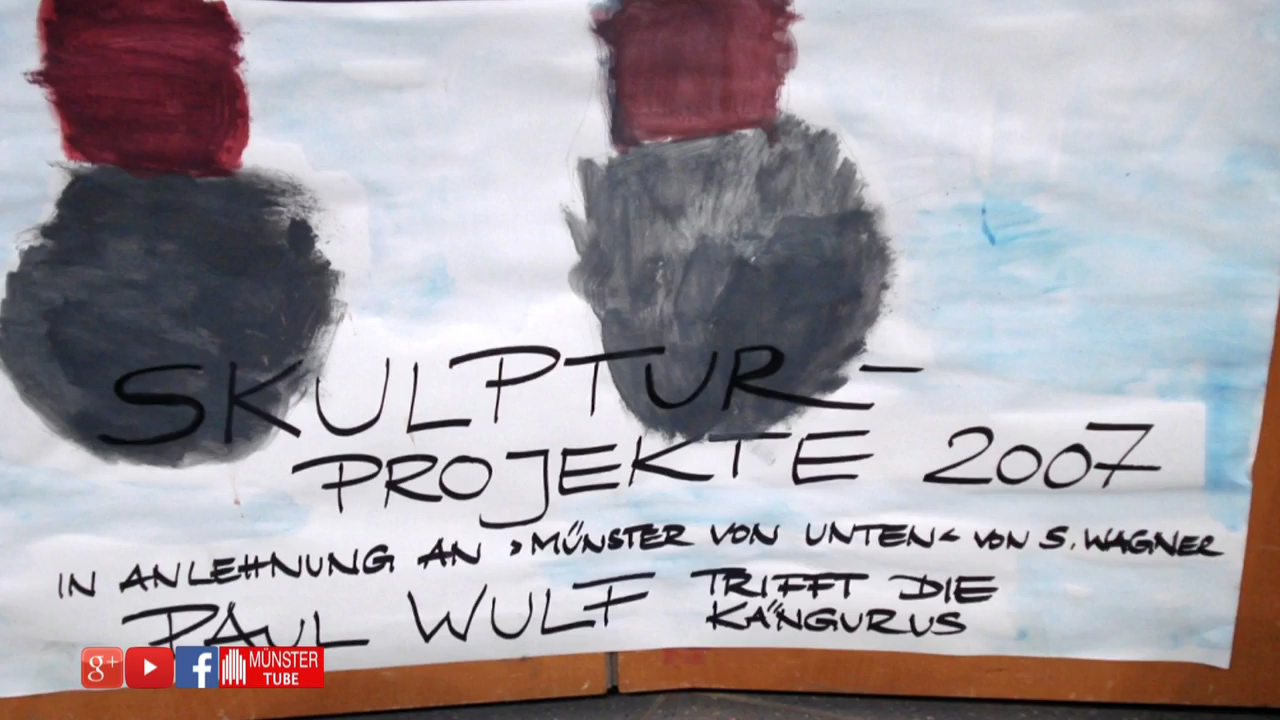 SKULPTUR-
PROJEKTE 2007
IN ANLEHNUNG AN >MÜNSTER VON UNTEN< VON S. WAGNER
PAUL WULF TRIFFT DIE
KÄNGURUS
g+ f MÜNSTER
TUBE